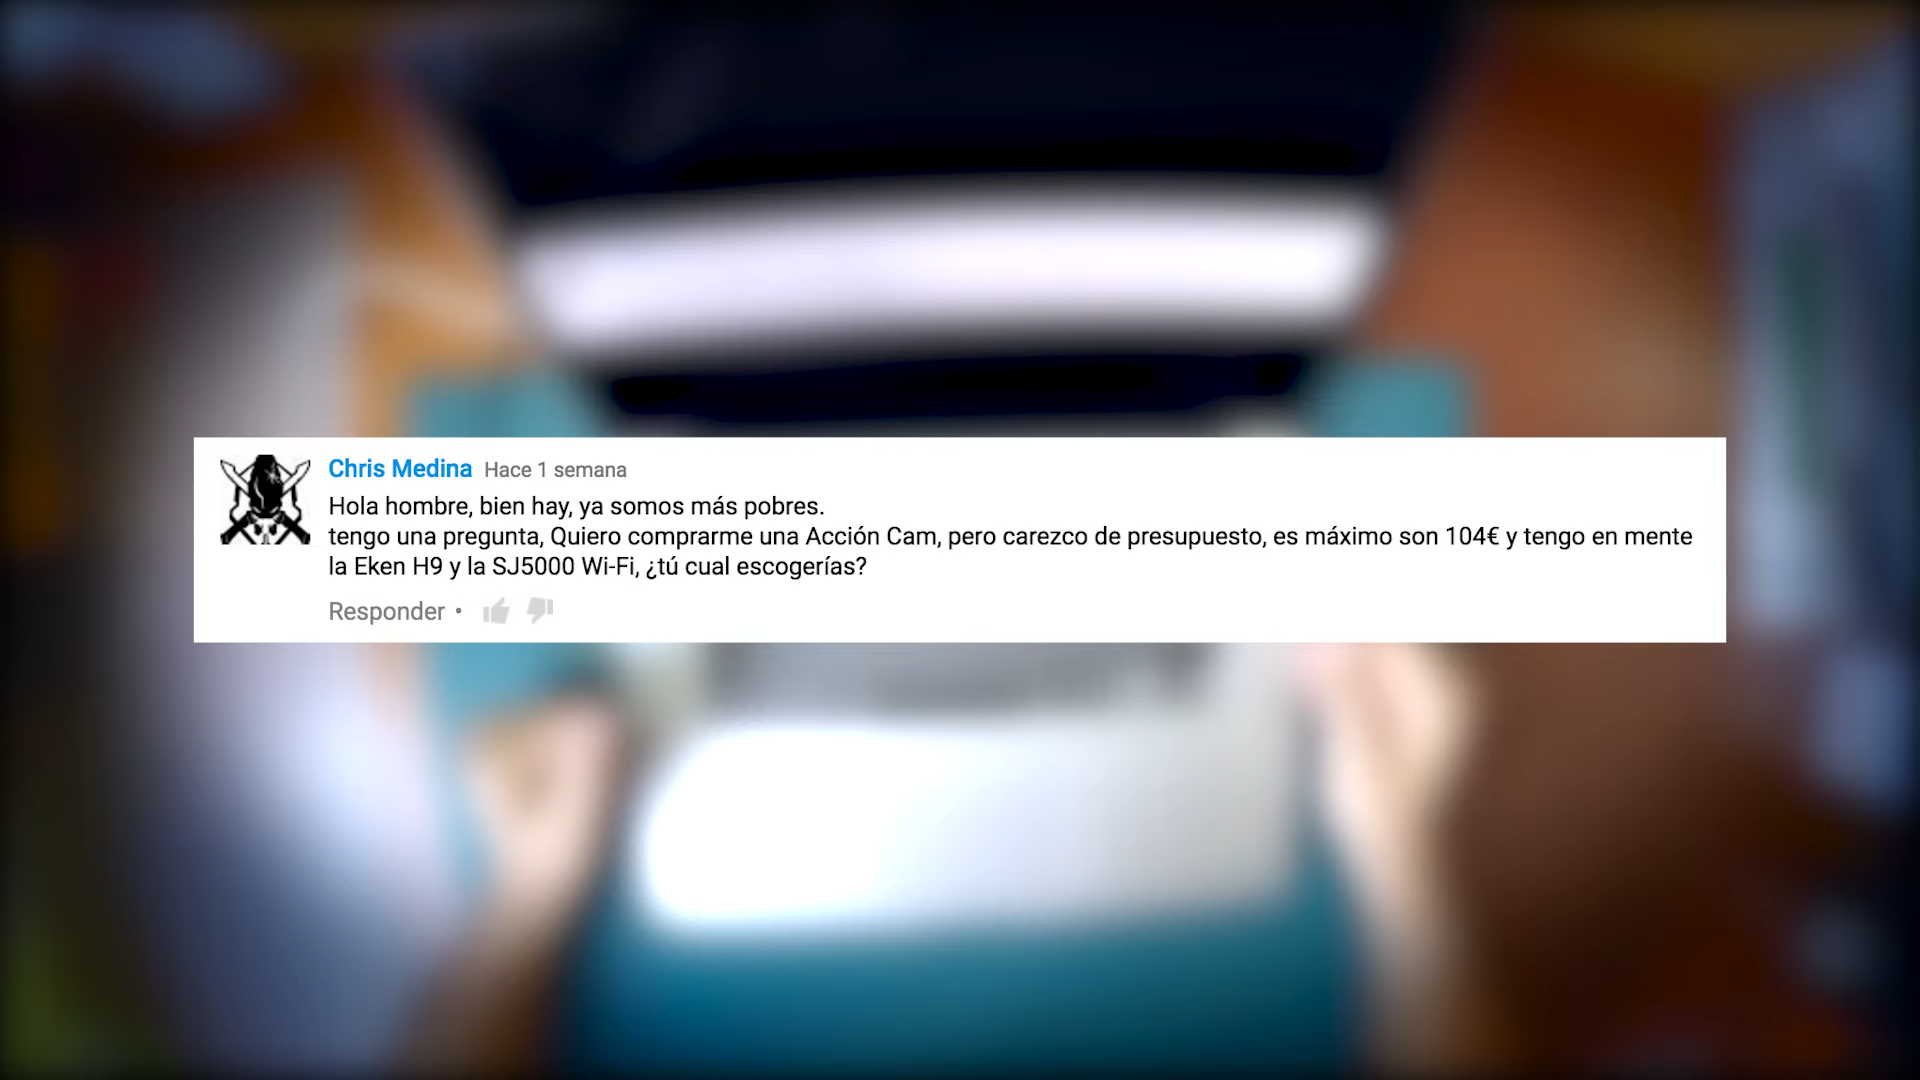 Chris Medina Hace 1 semana
Hola hombre, bien hay, ya somos más pobres.
tengo una pregunta, Quiero comprarme una Acción Cam, pero carezco de presupuesto, es máximo son 104€ y tengo en mente
la Eken H9 y la SJ5000 Wi-Fi, ¿tú cual escogerías?
Responder •